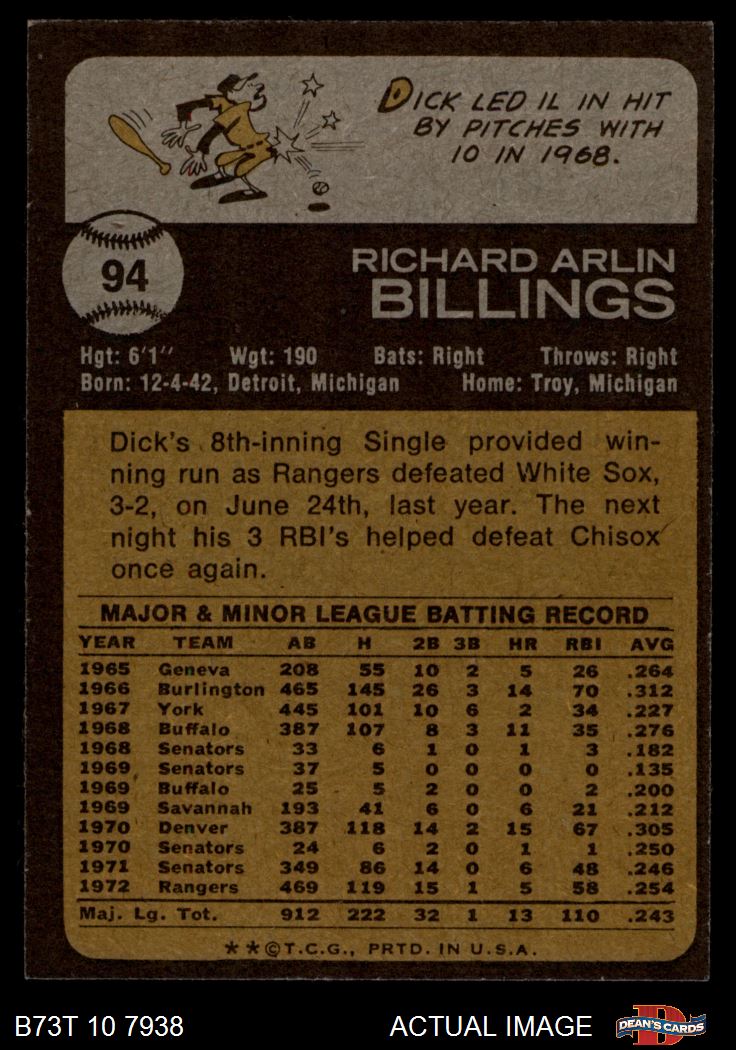 DICK LED IL IN HIT
BY PITCHES WITH
10 IN 1968.
94
RICHARD ARLIN
BILLINGS
Hgt: 6'1" Wgt: 190 Bats: Right Throws: Right
Born: 12-4-42, Detroit, Michigan Home: Troy, Michigan
Dick's 8th-inning Single provided win-
ning run as Rangers defeated White Sox,
3-2, on June 24th, last year. The next
night his 3 RBI's helped defeat Chisox
once again.
MAJOR & MINOR LEAGUE BATTING RECORD
YEAR TEAM AB H 2B 3B HR RBI AVG
1965 Geneva 208 55 10 2 5 26 .264
1966 Burlington 465 145 26 3 14 70 .312
1967 York 445 101 10 6 2 34 .227
1968 Buffalo 387 107 8 3 11 35 .276
1968 Senators 33 6 1 0 1 3 .182
1969 Senators 37 5 0 0 0 0 .135
1969 Buffalo 25 5 2 0 0 2 .200
1969 Savannah 193 41 6 0 6 21 .212
1970 Denver 387 118 14 2 15 67 .305
1970 Senators 24 6 2 0 1 1 .250
1971 Senators 349 86 14 0 6 48 .246
1972 Rangers 469 119 15 1 5 58 .254
Maj. Lg. Tot. 912 222 32 1 13 110 .243
**©T.C.G., PRTD. IN U.S.A.
B73T 10 7938 ACTUAL IMAGE D DEAN'S CARDS